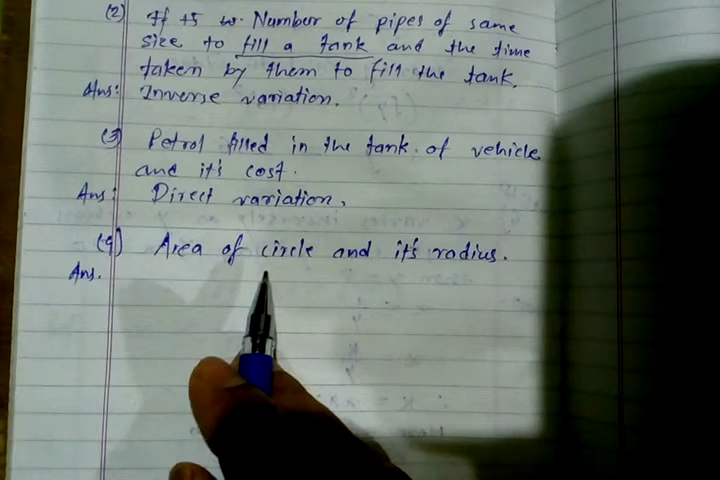 (2) If t5 w. Number of pipes of same
size to fill a tank and the time
taken by them to fill the tank.
Ans: Inverse variation.
(3) Petrol filled in the tank of vehicle
and it's cost.
Ans: Direct variation.
(4) Area of circle and it's radius.
Ans.